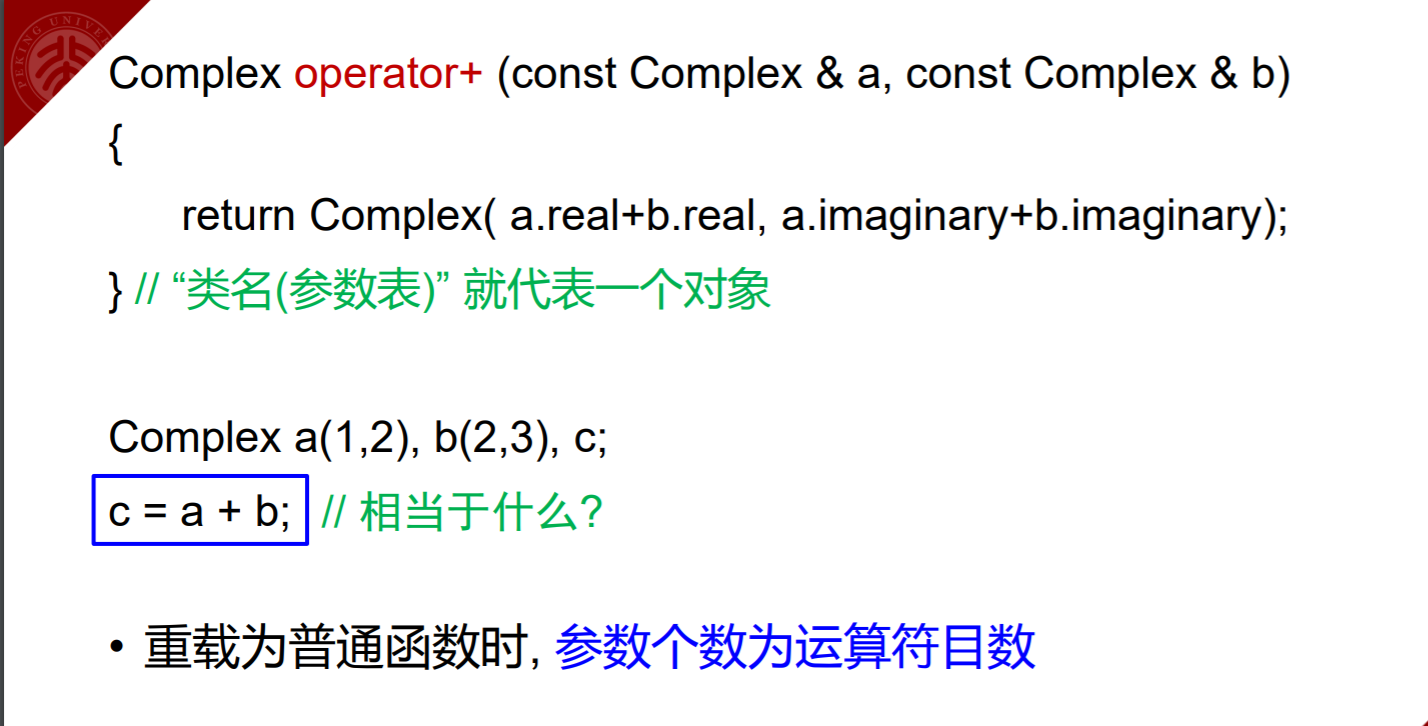 PEKING UNIVER
Complex operator+ (const Complex & a, const Complex & b)
{
return Complex( a.real+b.real, a.imaginary+b.imaginary);
} // “类名(参数表)” 就代表一个对象
Complex a(1,2), b(2,3), c;
c = a + b; // 相当于什么?
• 重载为普通函数时, 参数个数为运算符目数